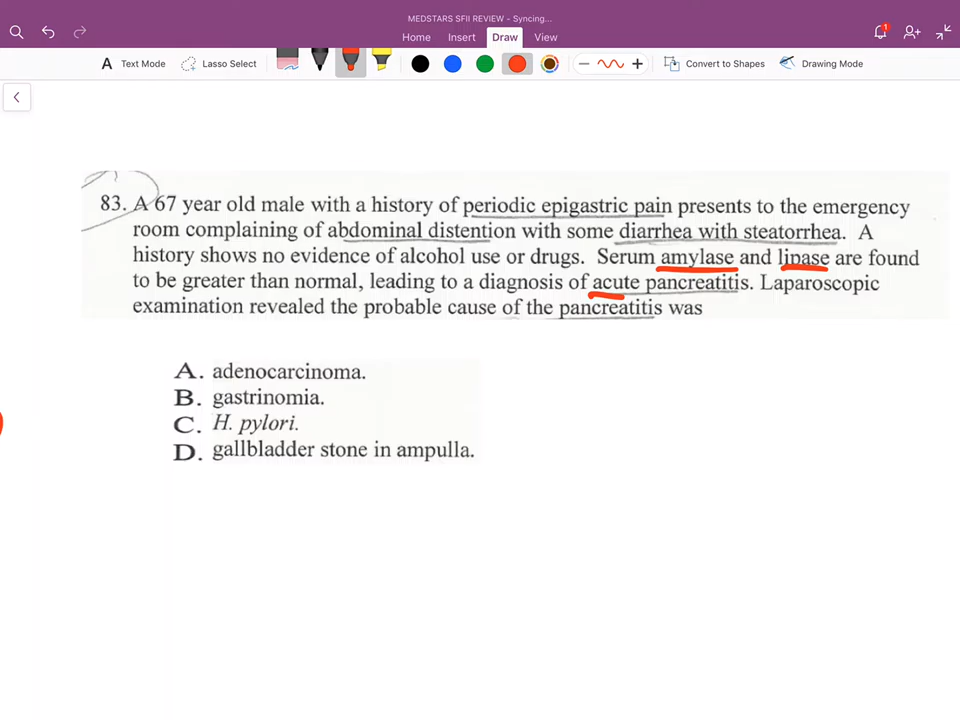 MEDSTARS SFII REVIEW - Syncing...
Home Insert Draw View
1
A Text Mode Lasso Select Convert to Shapes Drawing Mode
83. A 67 year old male with a history of periodic epigastric pain presents to the emergency
room complaining of abdominal distention with some diarrhea with steatorrhea. A
history shows no evidence of alcohol use or drugs. Serum amylase and lipase are found
to be greater than normal, leading to a diagnosis of acute pancreatitis. Laparoscopic
examination revealed the probable cause of the pancreatitis was
A. adenocarcinoma.
B. gastrinomia.
C. H. pylori.
D. gallbladder stone in ampulla.